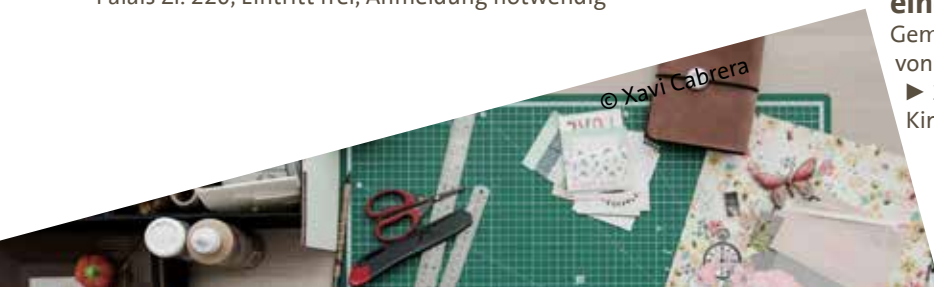 Palais Zi. 220, Eintritt frei, Anmeldung notwendig
ein
Gem
von
►
Kin
© Xavi Cabrera